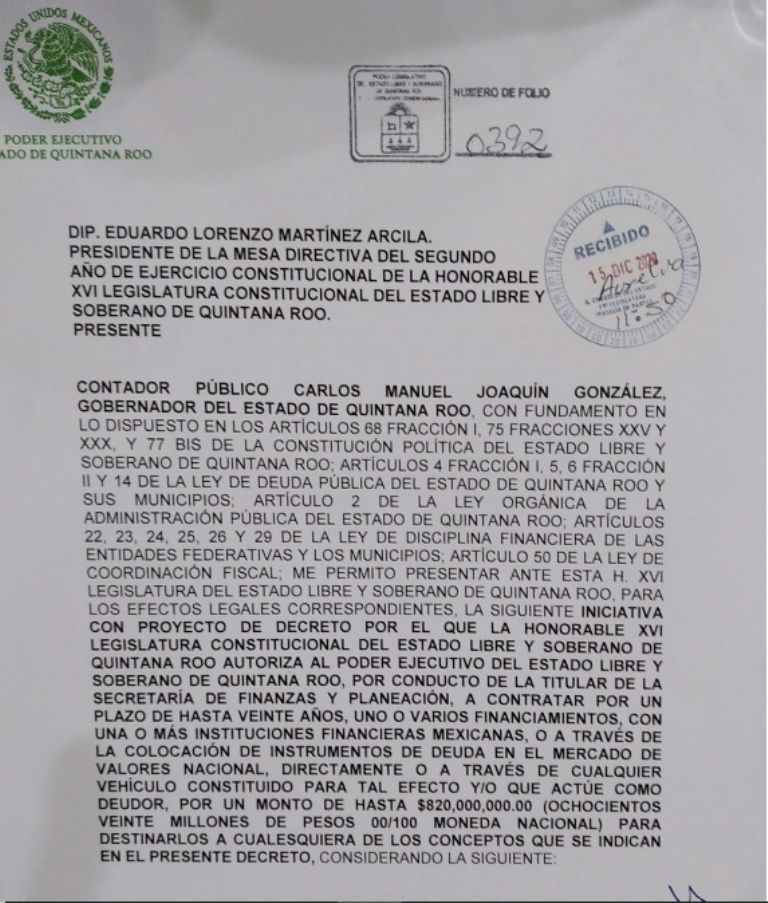 ESTADOS UNIDOS MEXICANOS
PODER EJECUTIVO
ADO DE QUINTANA ROO
PODER LEGISLATIVO
DEL ESTADO LIBRE Y SOBERANO
DE QUINTANA ROO
NUMERO DE FOLIO
0392
RECIBIDO
15 DIC 2020
11:50
DIP. EDUARDO LORENZO MARTÍNEZ ARCILA.
PRESIDENTE DE LA MESA DIRECTIVA DEL SEGUNDO
AÑO DE EJERCICIO CONSTITUCIONAL DE LA HONORABLE
XVI LEGISLATURA CONSTITUCIONAL DEL ESTADO LIBRE Y
SOBERANO DE QUINTANA ROO.
PRESENTE
CONTADOR PÚBLICO CARLOS MANUEL JOAQUÍN GONZÁLEZ,
GOBERNADOR DEL ESTADO DE QUINTANA ROO, CON FUNDAMENTO EN
LO DISPUESTO EN LOS ARTÍCULOS 68 FRACCIÓN I, 75 FRACCIONES XXV Y
XXX, Y 77 BIS DE LA CONSTITUCIÓN POLÍTICA DEL ESTADO LIBRE Y
SOBERANO DE QUINTANA ROO; ARTÍCULOS 4 FRACCIÓN I, 5, 6 FRACCIÓN
II Y 14 DE LA LEY DE DEUDA PÚBLICA DEL ESTADO DE QUINTANA ROO Y
SUS MUNICIPIOS; ARTÍCULO 2 DE LA LEY ORGÁNICA DE LA
ADMINISTRACIÓN PÚBLICA DEL ESTADO DE QUINTANA ROO; ARTÍCULOS
22, 23, 24, 25, 26 Y 29 DE LA LEY DE DISCIPLINA FINANCIERA DE LAS
ENTIDADES FEDERATIVAS Y LOS MUNICIPIOS; ARTÍCULO 50 DE LA LEY DE
COORDINACIÓN FISCAL; ME PERMITO PRESENTAR ANTE ESTA H. XVI
LEGISLATURA DEL ESTADO LIBRE Y SOBERANO DE QUINTANA ROO, PARA
LOS EFECTOS LEGALES CORRESPONDIENTES, LA SIGUIENTE INICIATIVA
CON PROYECTO DE DECRETO POR EL QUE LA HONORABLE XVI
LEGISLATURA CONSTITUCIONAL DEL ESTADO LIBRE Y SOBERANO DE
QUINTANA ROO AUTORIZA AL PODER EJECUTIVO DEL ESTADO LIBRE Y
SOBERANO DE QUINTANA ROO, POR CONDUCTO DE LA TITULAR DE LA
SECRETARÍA DE FINANZAS Y PLANEACIÓN, A CONTRATAR POR UN
PLAZO DE HASTA VEINTE AÑOS, UNO O VARIOS FINANCIAMIENTOS, CON
UNA O MÁS INSTITUCIONES FINANCIERAS MEXICANAS, O A TRAVÉS DE
LA COLOCACIÓN DE INSTRUMENTOS DE DEUDA EN EL MERCADO DE
VALORES NACIONAL, DIRECTAMENTE O A TRAVÉS DE CUALQUIER
VEHÍCULO CONSTITUIDO PARA TAL EFECTO Y/O QUE ACTÚE COMO
DEUDOR, POR UN MONTO DE HASTA $820,000,000.00 (OCHOCIENTOS
VEINTE MILLONES DE PESOS 00/100 MONEDA NACIONAL) PARA
DESTINARLOS A CUALESQUIERA DE LOS CONCEPTOS QUE SE INDICAN
EN EL PRESENTE DECRETO, CONSIDERANDO LA SIGUIENTE: